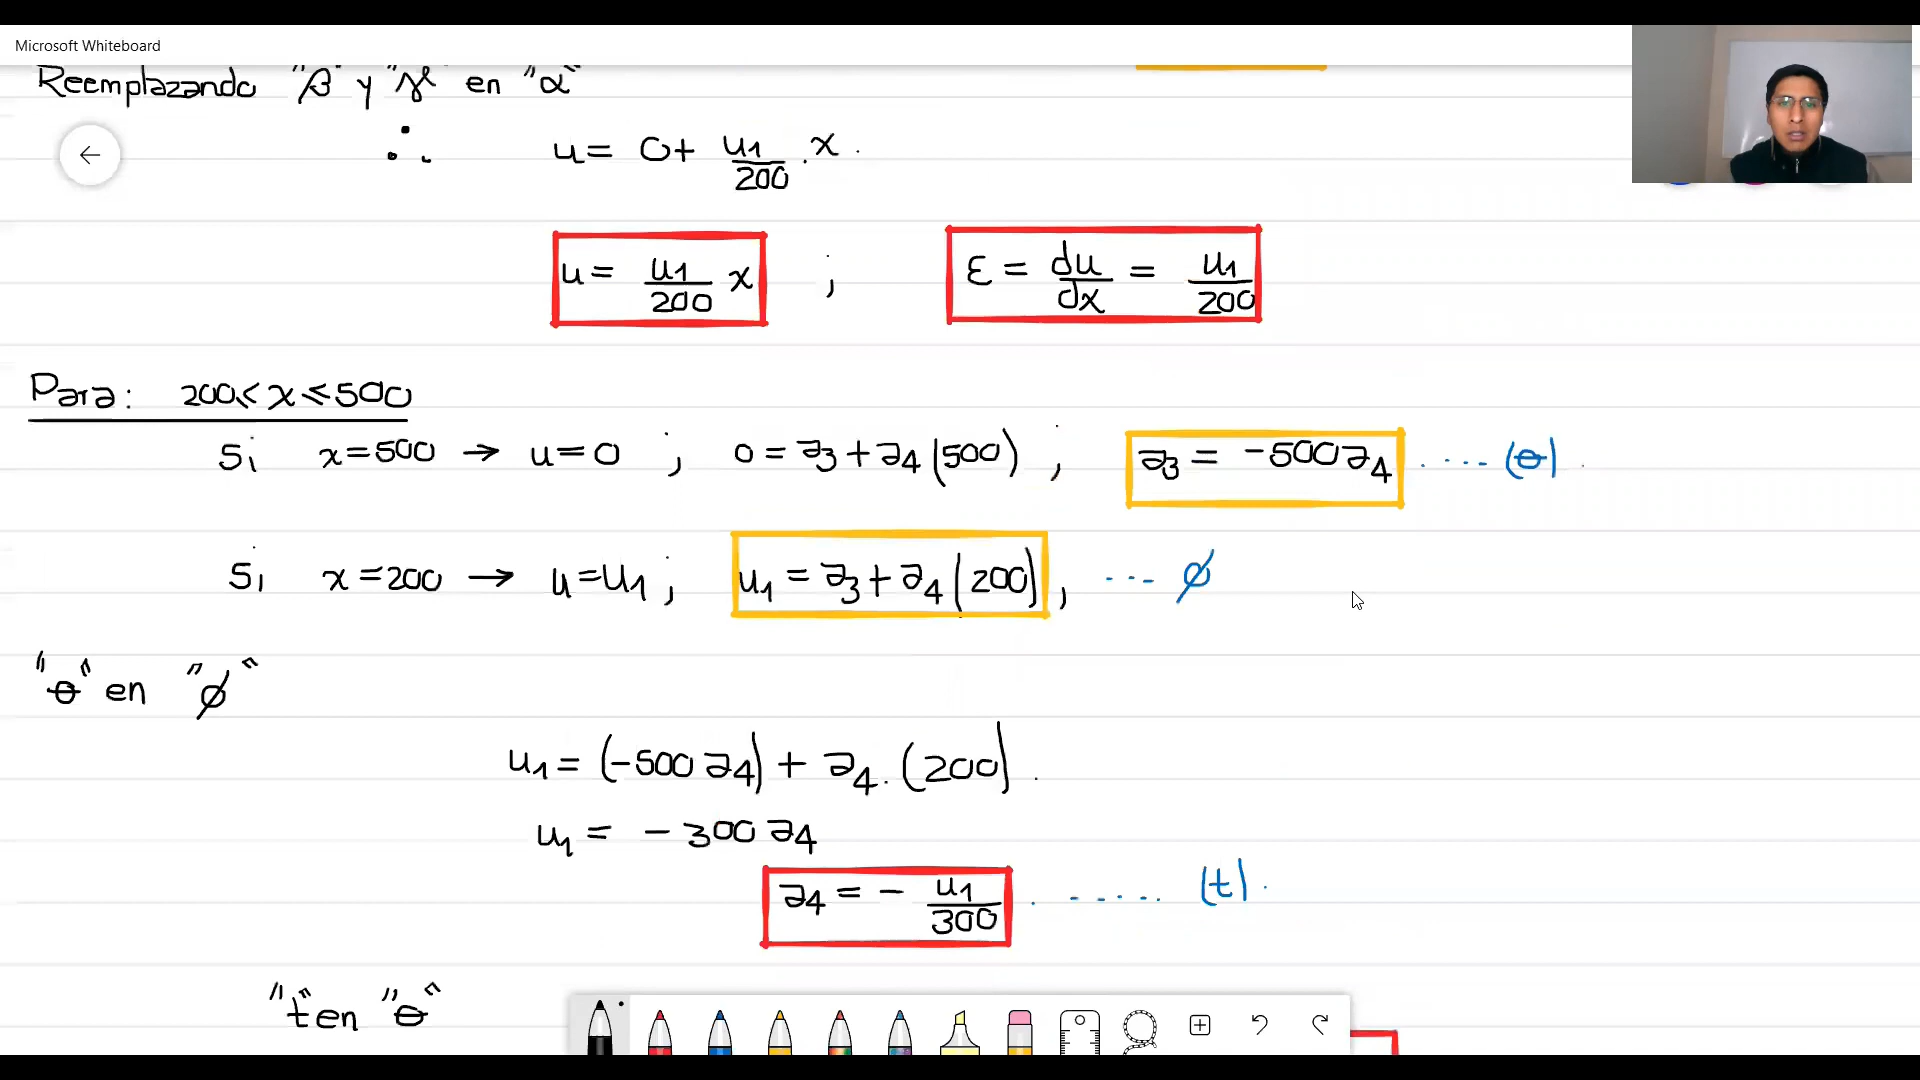 Microsoft Whiteboard
Reemplazando "β" y "γ" en "α"
∴ u = 0 + u1/200 . x .
u = u1/200 x ; ε = du/dx = u1/200
Para: 200 < x ≤ 500
Si x=500 → u=0 ; 0 = a3 + a4 (500) ; a3 = -500 a4 ..... (θ)
Si x=200 → u=u1 ; u1 = a3 + a4 (200) , ... ø
"θ" en "ø"
u1 = (-500 a4) + a4 . (200) .
u1 = - 300 a4
a4 = - u1/300 ...... (t) .
"t" en "θ"